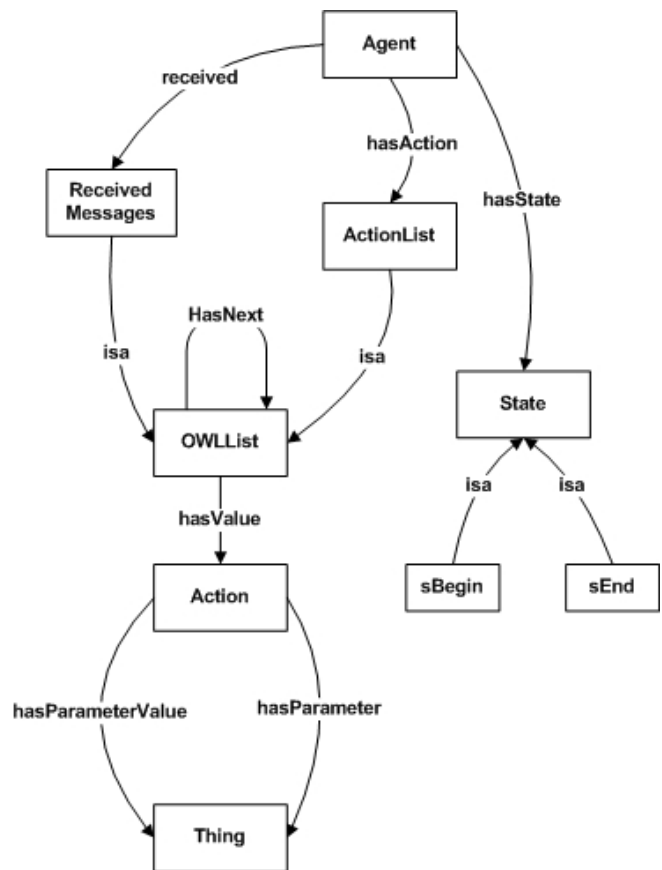 Agent
received
hasAction
Received
Messages
hasState
ActionList
HasNext
isa
isa
State
OWLList
isa
isa
hasValue
Action
sBegin
sEnd
hasParameterValue
hasParameter
Thing